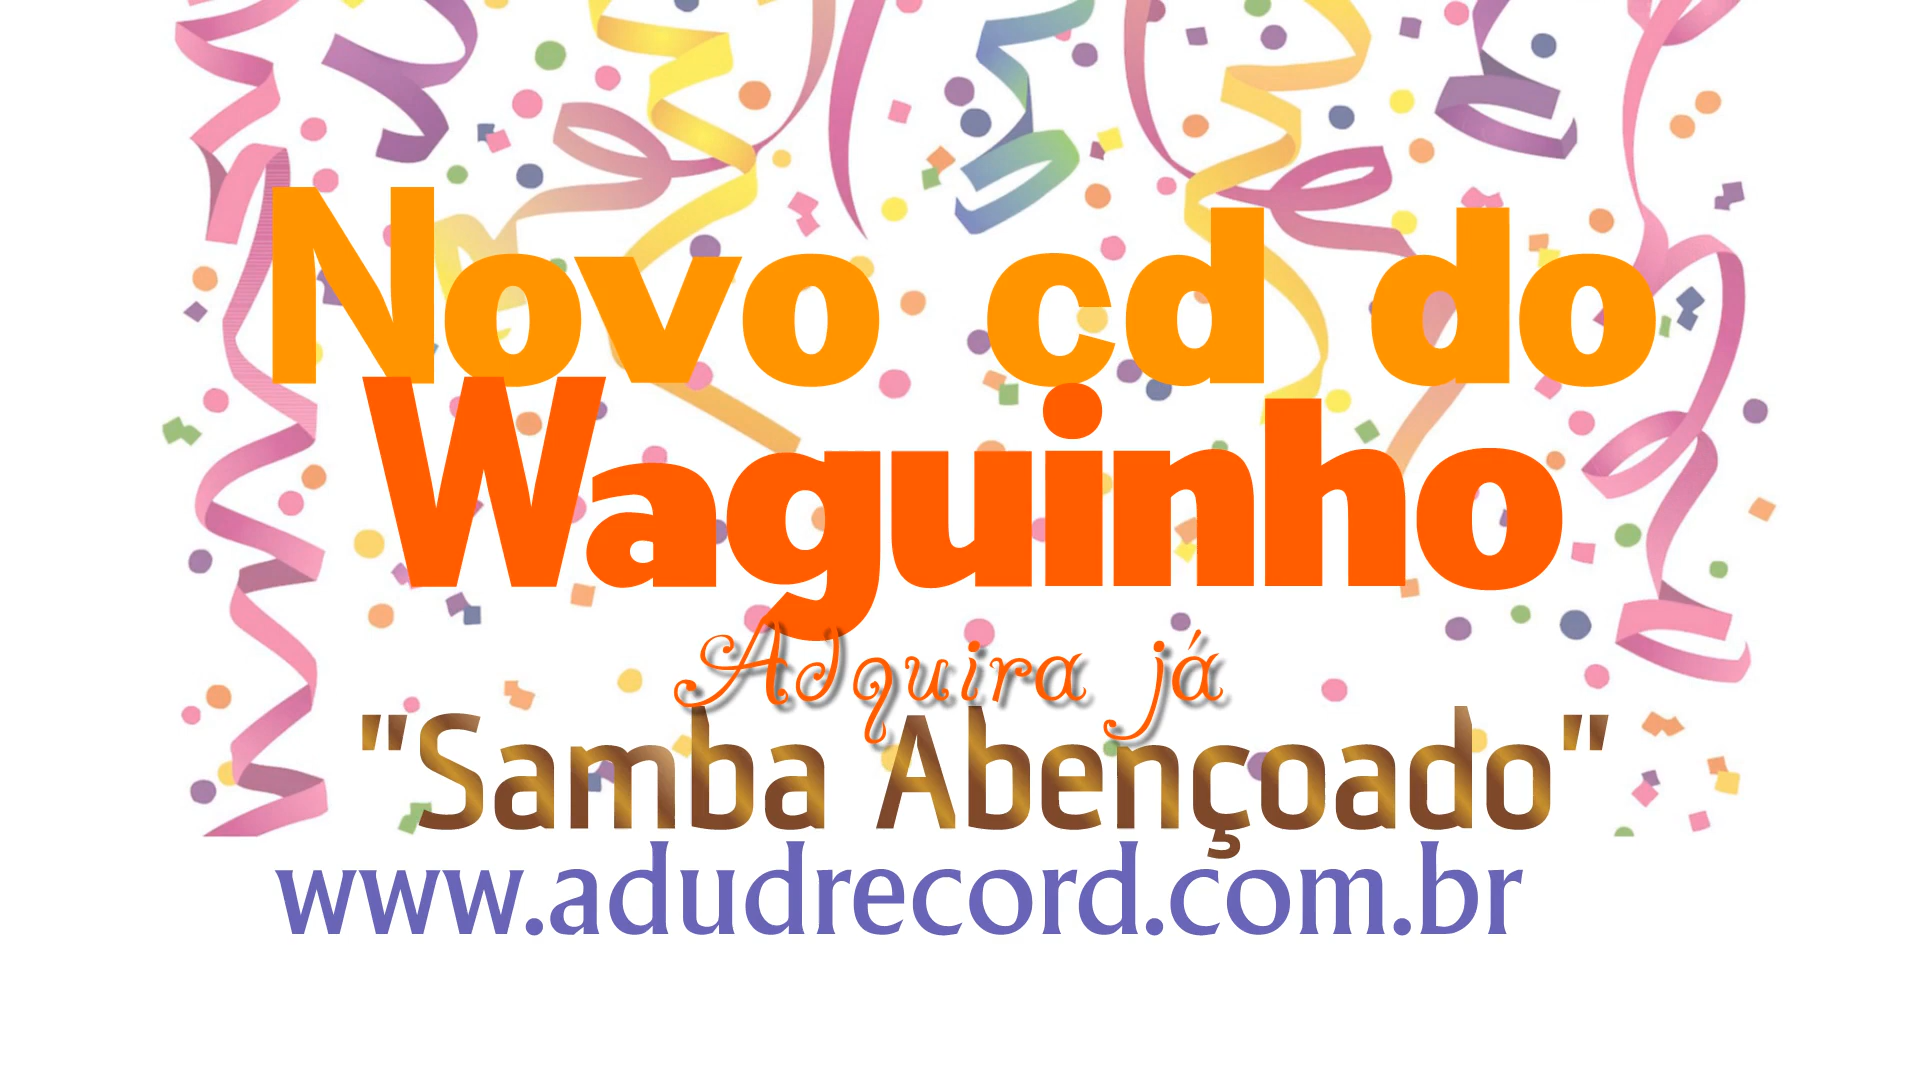 Novo cd do
Waguinho
Adquira já
"Samba Abençoado"
www.adudrecord.com.br